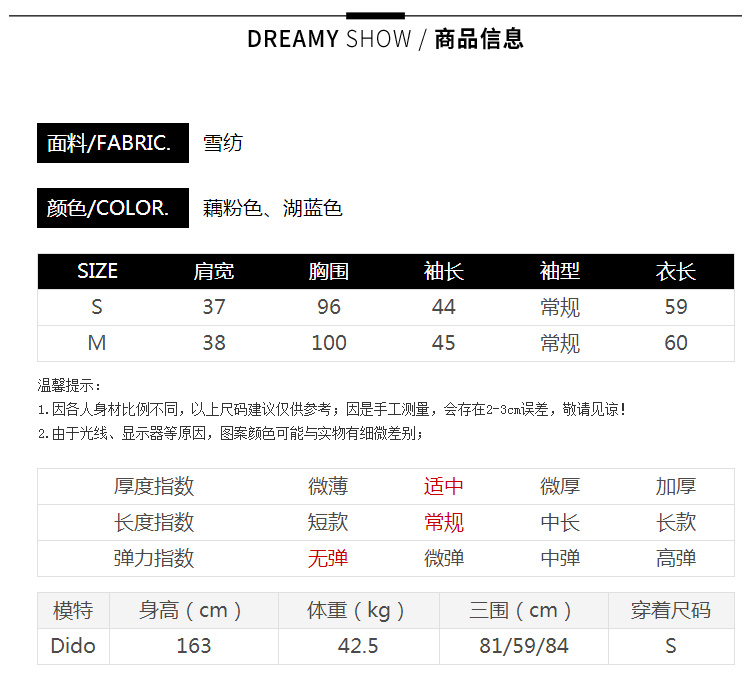 DREAMY SHOW / 商品信息
面料/FABRIC. 雪纺
颜色/COLOR. 藕粉色、湖蓝色
SIZE 肩宽 胸围 袖长 袖型 衣长
S 37 96 44 常规 59
M 38 100 45 常规 60
温馨提示:
1.因各人身材比例不同，以上尺码建议仅供参考；因是手工测量，会存在2-3cm误差，敬请见谅！
2.由于光线、显示器等原因，图案颜色可能与实物有细微差别；
厚度指数 微薄 适中 微厚 加厚
长度指数 短款 常规 中长 长款
弹力指数 无弹 微弹 中弹 高弹
模特 身高（cm） 体重（kg） 三围（cm） 穿着尺码
Dido 163 42.5 81/59/84 S